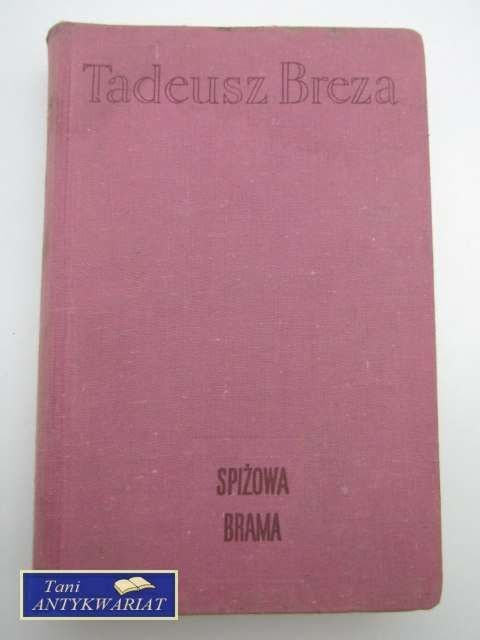 Tadeusz Breza
SPIŻOWA
BRAMA
Tani
ANTYKWARIAT